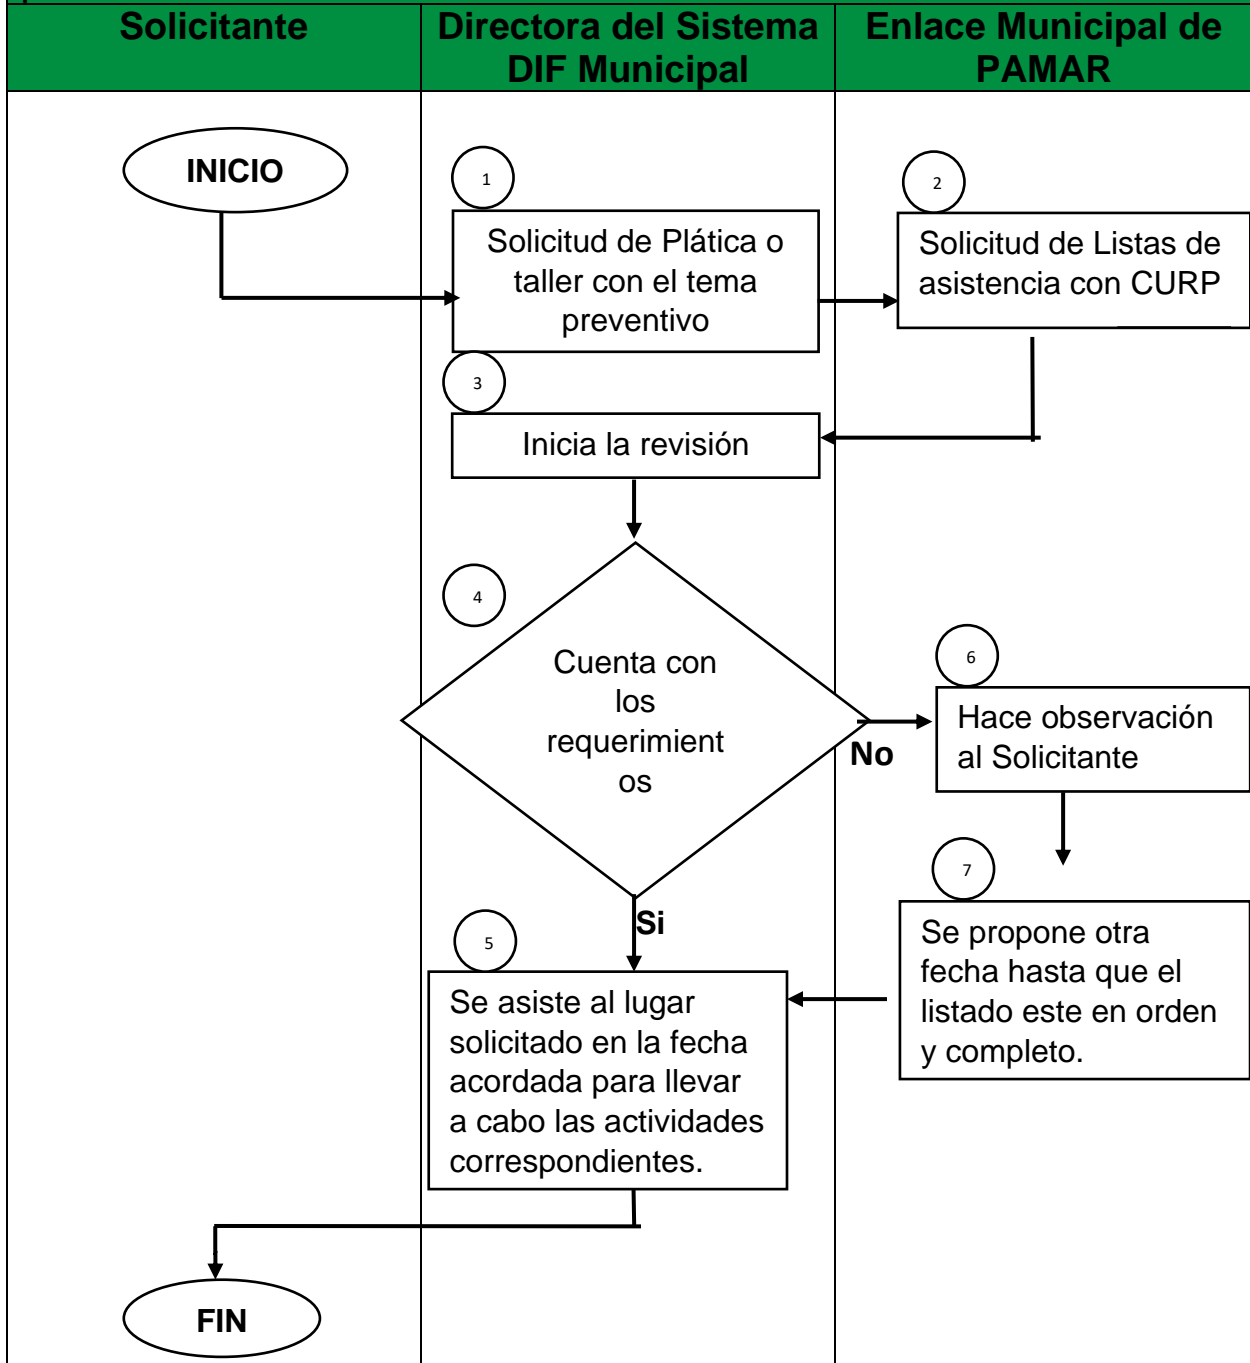 Solicitante
Directora del Sistema
DIF Municipal
Enlace Municipal de
PAMAR
INICIO
1
Solicitud de Plática o
taller con el tema
preventivo
2
Solicitud de Listas de
asistencia con CURP
3
Inicia la revisión
4
Cuenta con
los
requerimient
os
No
6
Hace observación
al Solicitante
7
Se propone otra
fecha hasta que el
listado este en orden
y completo.
Si
5
Se asiste al lugar
solicitado en la fecha
acordada para llevar
a cabo las actividades
correspondientes.
FIN